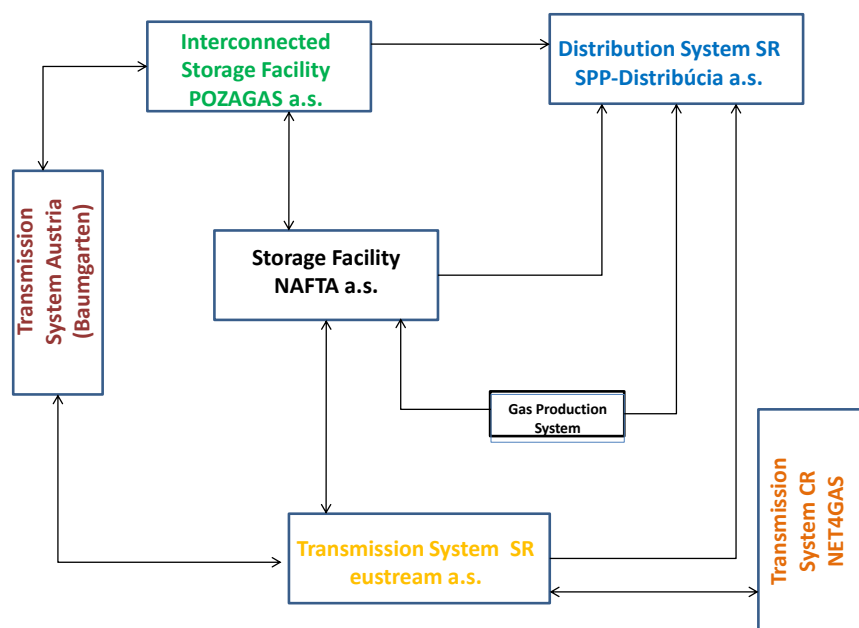 Interconnected
Storage Facility
POZAGAS a.s.
Distribution System SR
SPP-Distribúcia a.s.
Transmission
System Austria
(Baumgarten)
Storage Facility
NAFTA a.s.
Gas Production
System
Transmission System SR
eustream a.s.
Transmission
System CR
NET4GAS